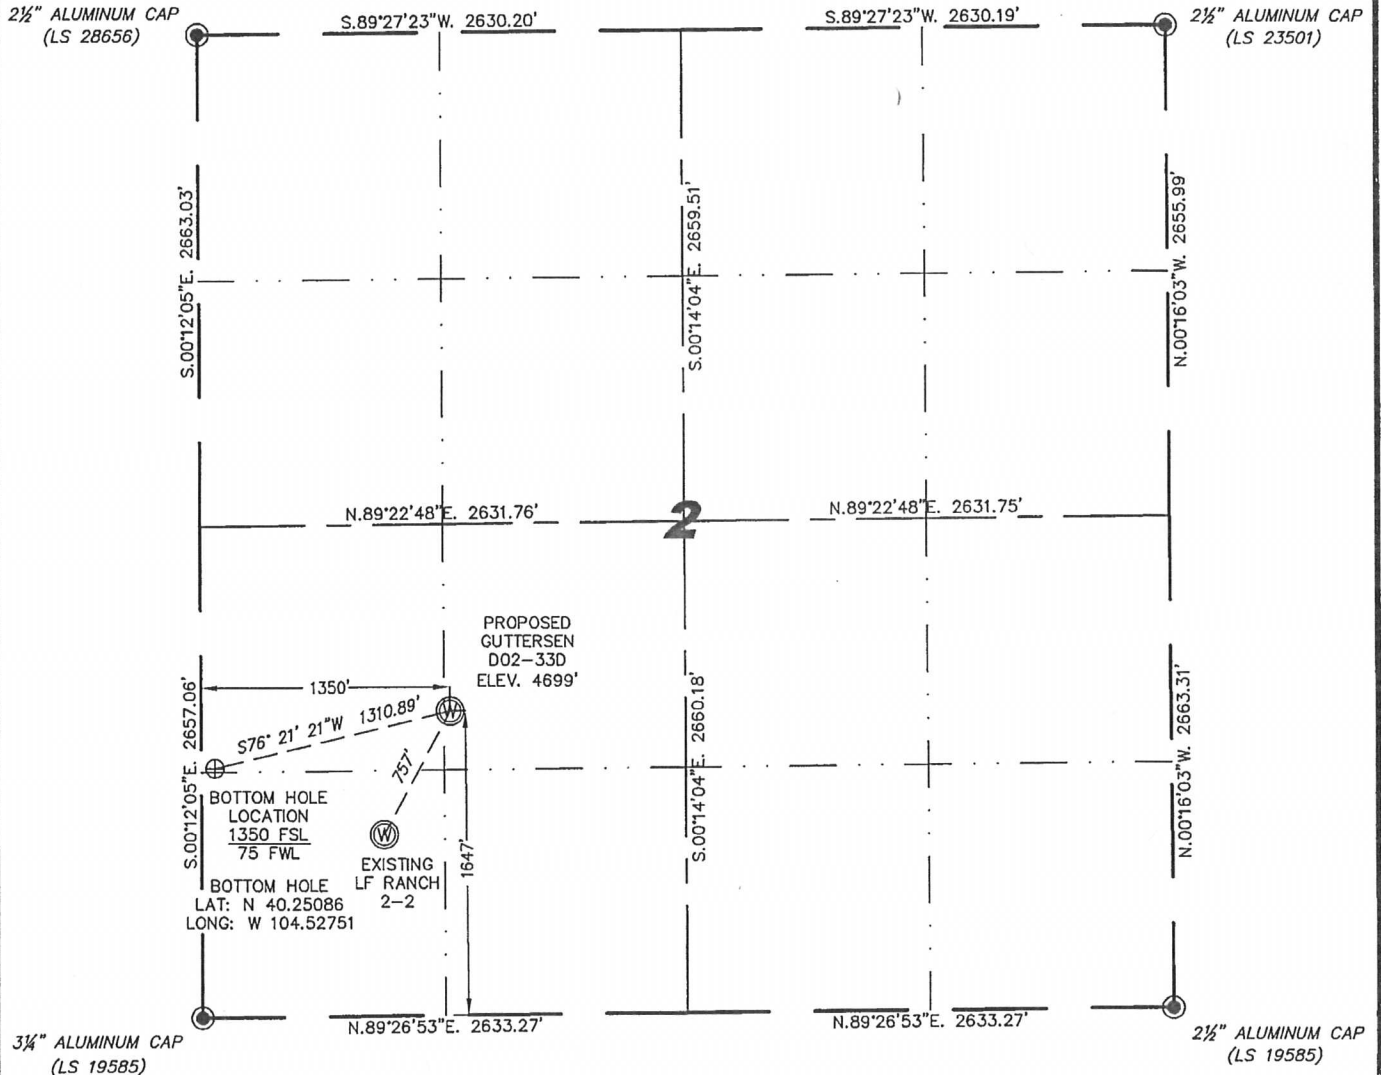 2½" ALUMINUM CAP
(LS 28656)
S.89°27'23"W. 2630.20'
S.89°27'23"W. 2630.19'
2½" ALUMINUM CAP
(LS 23501)
S.00°12'05"E. 2663.03'
S.00°14'04"E. 2659.51'
N.00°16'03"W. 2655.99'
N.89°22'48"E. 2631.76'
2
N.89°22'48"E. 2631.75'
PROPOSED
GUTTERSEN
D02-33D
ELEV. 4699'
1350'
W
S76° 21' 21"W 1310.89'
757'
S.00°12'05"E. 2657.06'
S.00°14'04"E. 2660.18'
N.00°16'03"W. 2663.31'
BOTTOM HOLE
LOCATION
1350 FSL
75 FWL
W
EXISTING
LF RANCH
2-2
1647'
BOTTOM HOLE
LAT: N 40.25086
LONG: W 104.52751
N.89°26'53"E. 2633.27'
N.89°26'53"E. 2633.27'
3¼" ALUMINUM CAP
(LS 19585)
2½" ALUMINUM CAP
(LS 19585)